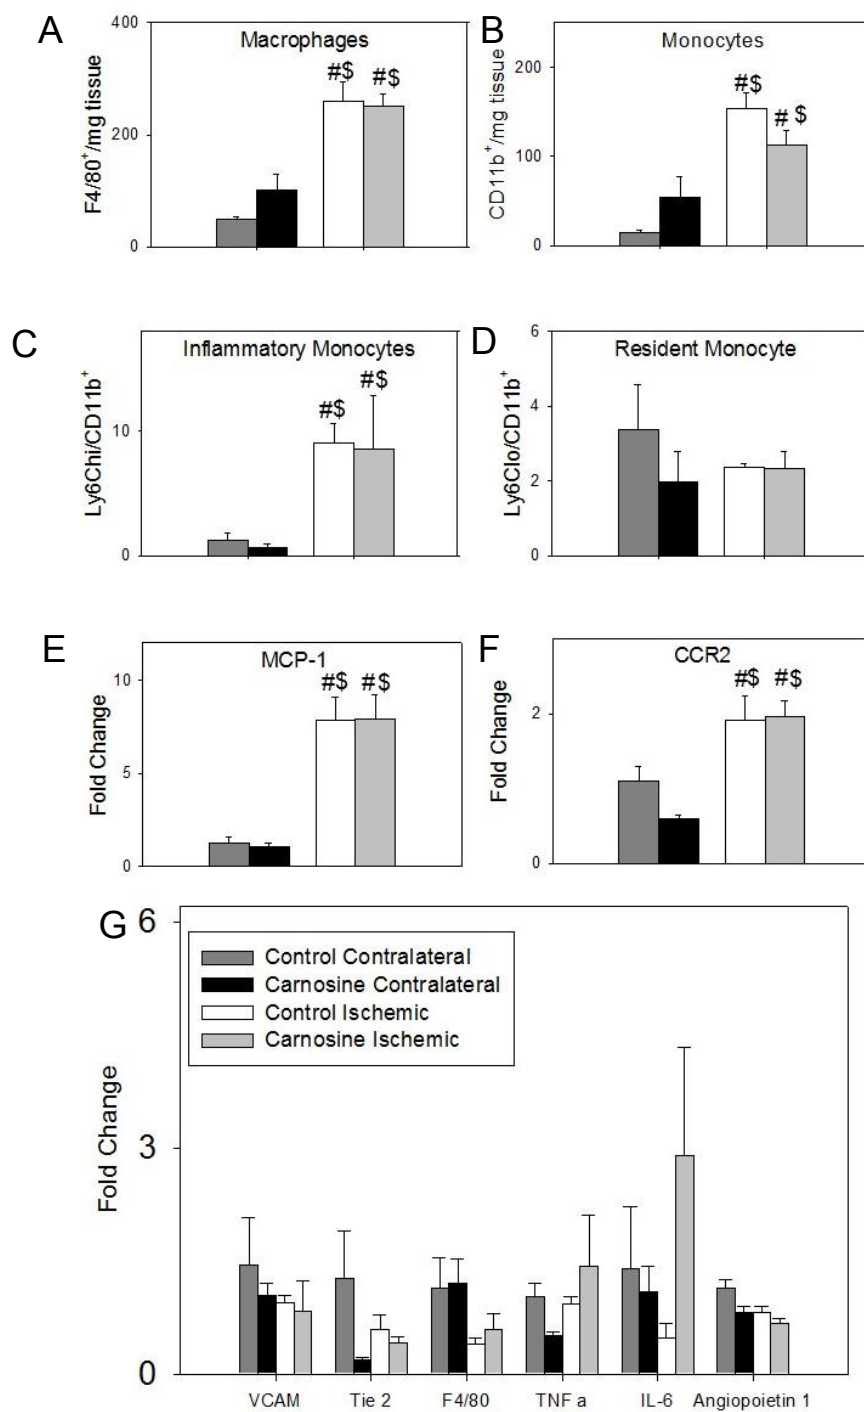 A
Macrophages
F4/80+/mg tissue
400
200
0
#$
#$
B
Monocytes
CD11b+/mg tissue
200
100
0
#$
# $
C
Inflammatory Monocytes
Ly6Chi/CD11b+
10
0
#$
#$
D
Resident Monocyte
Ly6Clo/CD11b+
6
4
2
0
E
MCP-1
Fold Change
10
5
0
#$ #$
F
CCR2
Fold Change
2
0
#$ #$
G
Fold Change
6
3
0
Control Contralateral
Carnosine Contralateral
Control Ischemic
Carnosine Ischemic
VCAM Tie 2 F4/80 TNF a IL-6 Angiopoietin 1